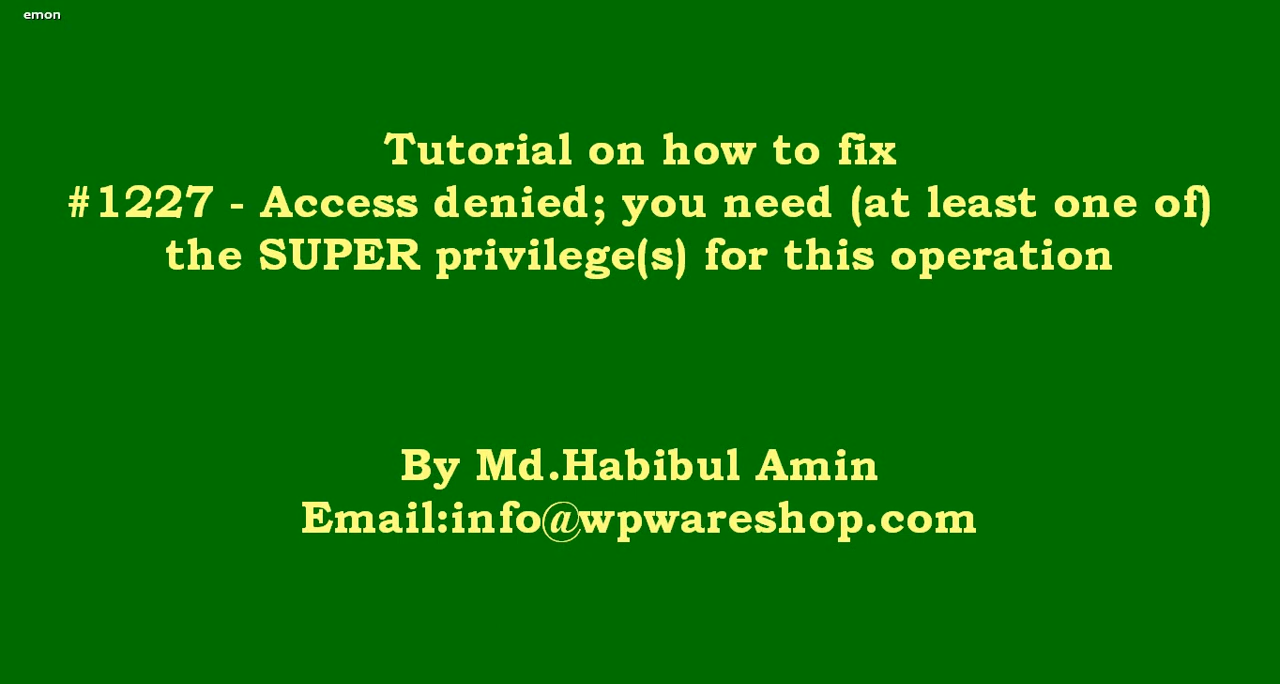 emon
Tutorial on how to fix
#1227 - Access denied; you need (at least one of)
the SUPER privilege(s) for this operation
By Md.Habibul Amin
Email:info@wpwareshop.com